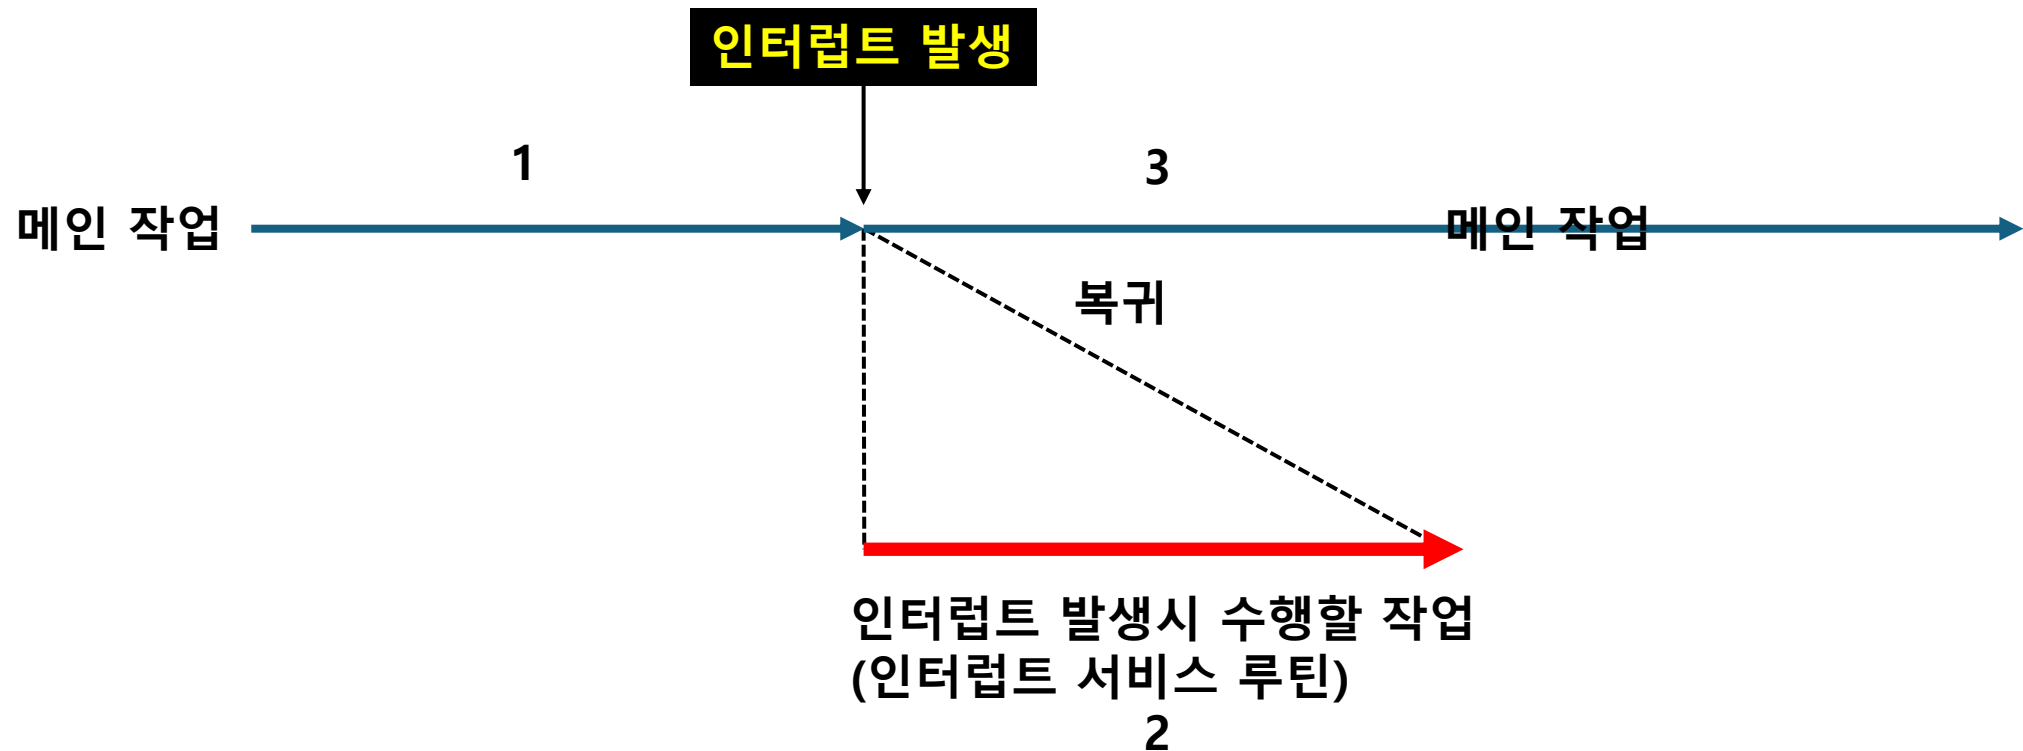 인터럽트 발생
1
3
메인 작업
메인 작업
복귀
인터럽트 발생시 수행할 작업
(인터럽트 서비스 루틴)
2